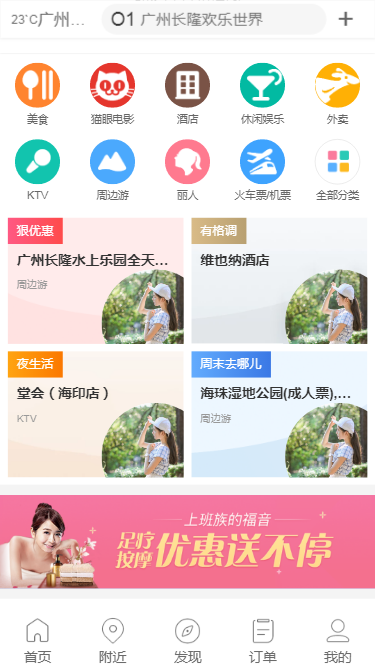 23°C广州... 01 广州长隆欢乐世界 +
美食 猫眼电影 酒店 休闲娱乐 外卖
KTV 周边游 丽人 火车票/机票 全部分类
狠优惠 有格调
广州长隆水上乐园全天... 维也纳酒店
周边游
夜生活 周末去哪儿
堂会（海印店） 海珠湿地公园(成人票),...
KTV 周边游
上班族的福音
足疗按摩 优惠送不停
首页 附近 发现 订单 我的